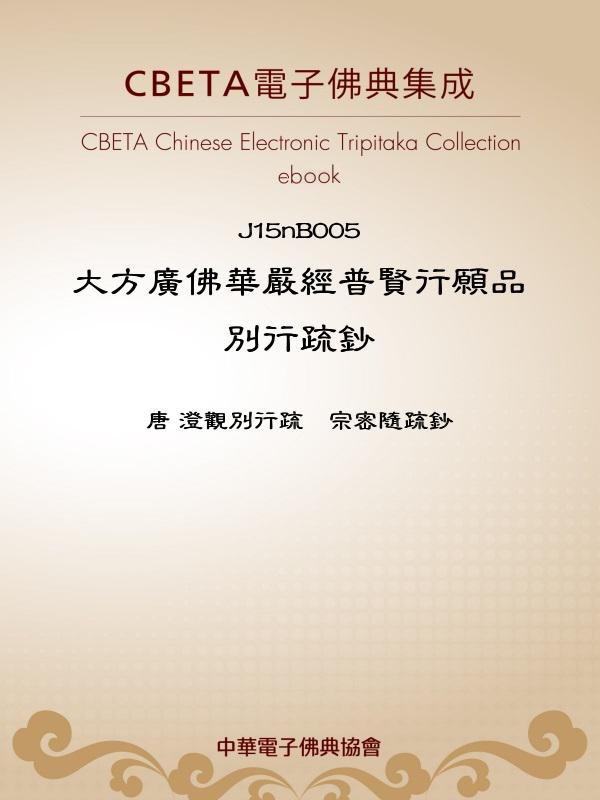 CBETA電子佛典集成
CBETA Chinese Electronic Tripitaka Collection
ebook
J15nB005
大方廣佛華嚴經普賢行願品
別行疏鈔
唐 澄觀別行疏　宗密隨疏鈔
中華電子佛典協會